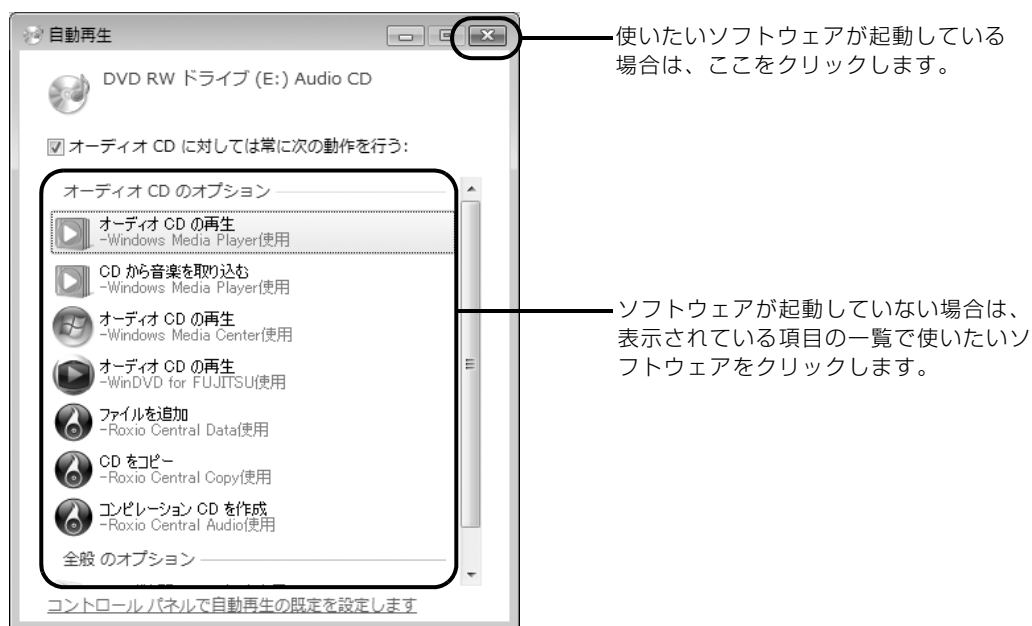 自動再生
使いたいソフトウェアが起動している
場合は、ここをクリックします。
DVD RW ドライブ (E:) Audio CD
オーディオ CD に対しては常に次の動作を行う:
オーディオ CD のオプション
オーディオ CD の再生
-Windows Media Player使用
CD から音楽を取り込む
-Windows Media Player使用
オーディオ CD の再生
-Windows Media Center使用
オーディオ CD の再生
-WinDVD for FUJITSU使用
ファイルを追加
-Roxio Central Data使用
CD をコピー
-Roxio Central Copy使用
コンピレーション CD を作成
-Roxio Central Audio使用
全般 のオプション
コントロール パネルで自動再生の既定を設定します
ソフトウェアが起動していない場合は、
表示されている項目の一覧で使いたいソ
フトウェアをクリックします。